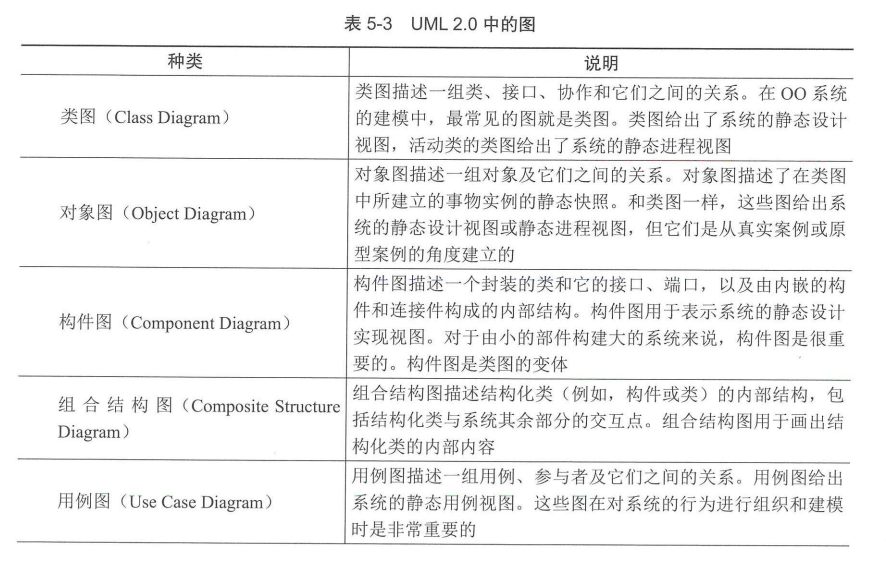 表 5-3 UML 2.0 中的图
种类
说明
类图（Class Diagram）
类图描述一组类、接口、协作和它们之间的关系。在 OO 系统
的建模中，最常见的图就是类图。类图给出了系统的静态设计
视图，活动类的类图给出了系统的静态进程视图
对象图（Object Diagram）
对象图描述一组对象及它们之间的关系。对象图描述了在类图
中所建立的事物实例的静态快照。和类图一样，这些图给出系
统的静态设计视图或静态进程视图，但它们是从真实案例或原
型案例的角度建立的
构件图（Component Diagram）
构件图描述一个封装的类和它的接口、端口，以及由内嵌的构
件和连接件构成的内部结构。构件图用于表示系统的静态设计
实现视图。对于由小的部件构建大的系统来说，构件图是很重
要的。构件图是类图的变体
组合结构图（Composite Structure
Diagram）
组合结构图描述结构化类（例如，构件或类）的内部结构，包
括结构化类与系统其余部分的交互点。组合结构图用于画出结
构化类的内部内容
用例图（Use Case Diagram）
用例图描述一组用例、参与者及它们之间的关系。用例图给出
系统的静态用例视图。这些图在对系统的行为进行组织和建模
时是非常重要的